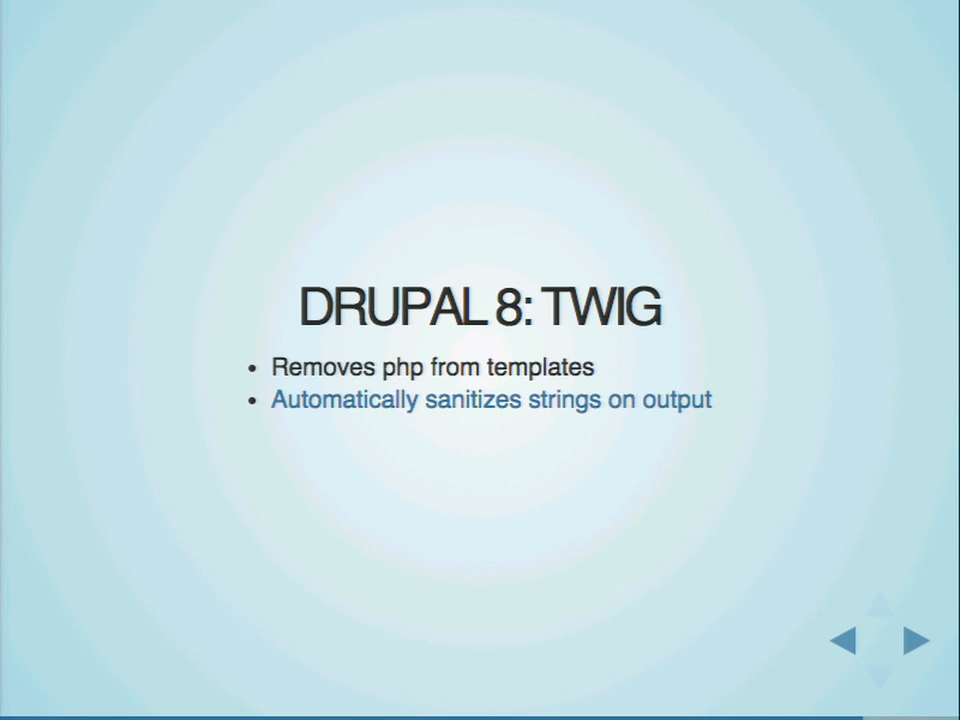 DRUPAL 8: TWIG
• Removes php from templates
• Automatically sanitizes strings on output